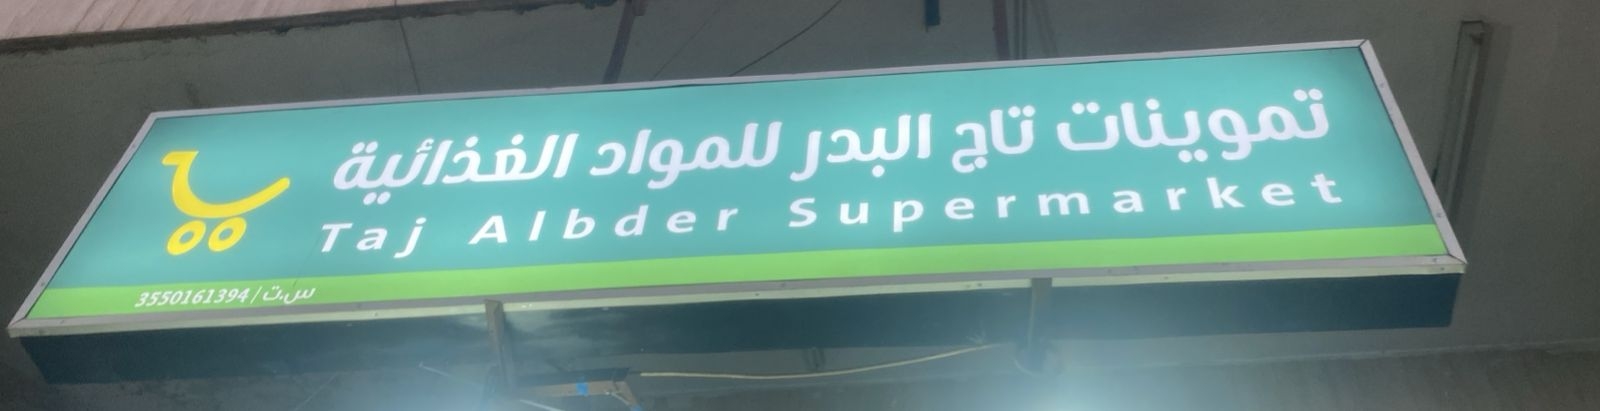 تموينات تاج البدر للمواد الغذائية
Taj Albder Supermarket
س.ت/3550161394